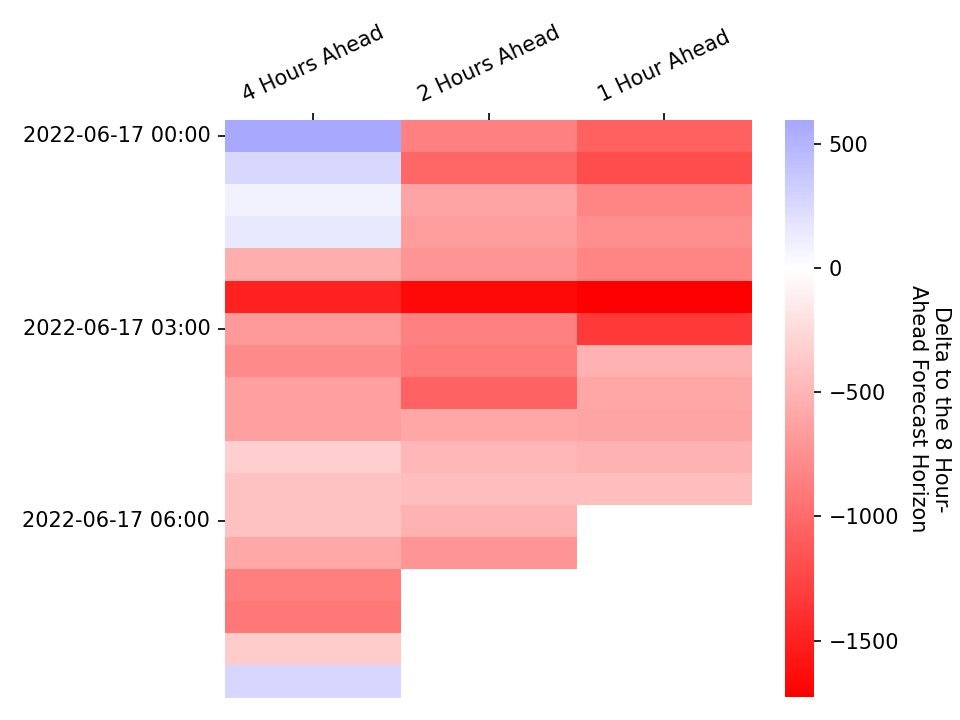 4 Hours Ahead
2 Hours Ahead
1 Hour Ahead
2022-06-17 00:00
2022-06-17 03:00
2022-06-17 06:00
500
0
−500
−1000
−1500
Delta to the 8 Hour-
Ahead Forecast Horizon